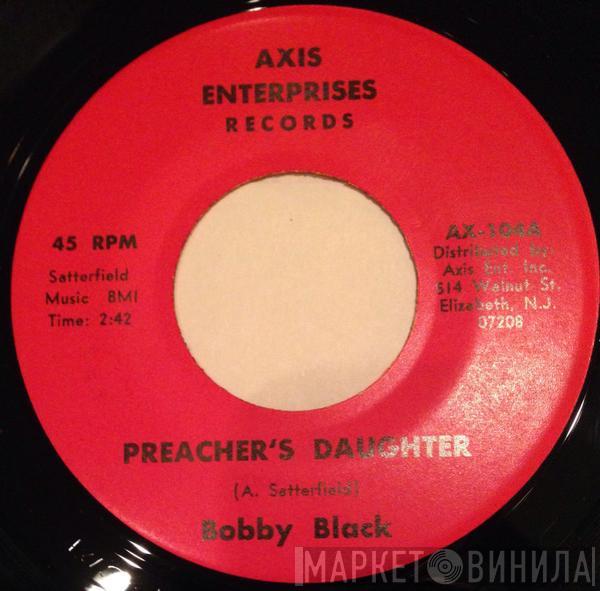 AXIS
ENTERPRISES
RECORDS
45 RPM
Satterfield
Music BMI
Time: 2:42
AX-104A
Distributed by:
Axis Ent. Inc.
514 Walnut St.
Elizabeth, N.J.
07208
PREACHER'S DAUGHTER
(A. Satterfield)
Bobby Black
МАРКЕТ ВИНИЛА